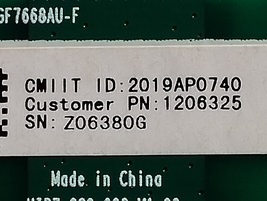 GF7668AU-F
CMIIT ID:2019AP0740
Customer PN:1206325
SN: Z06380G
Made in China